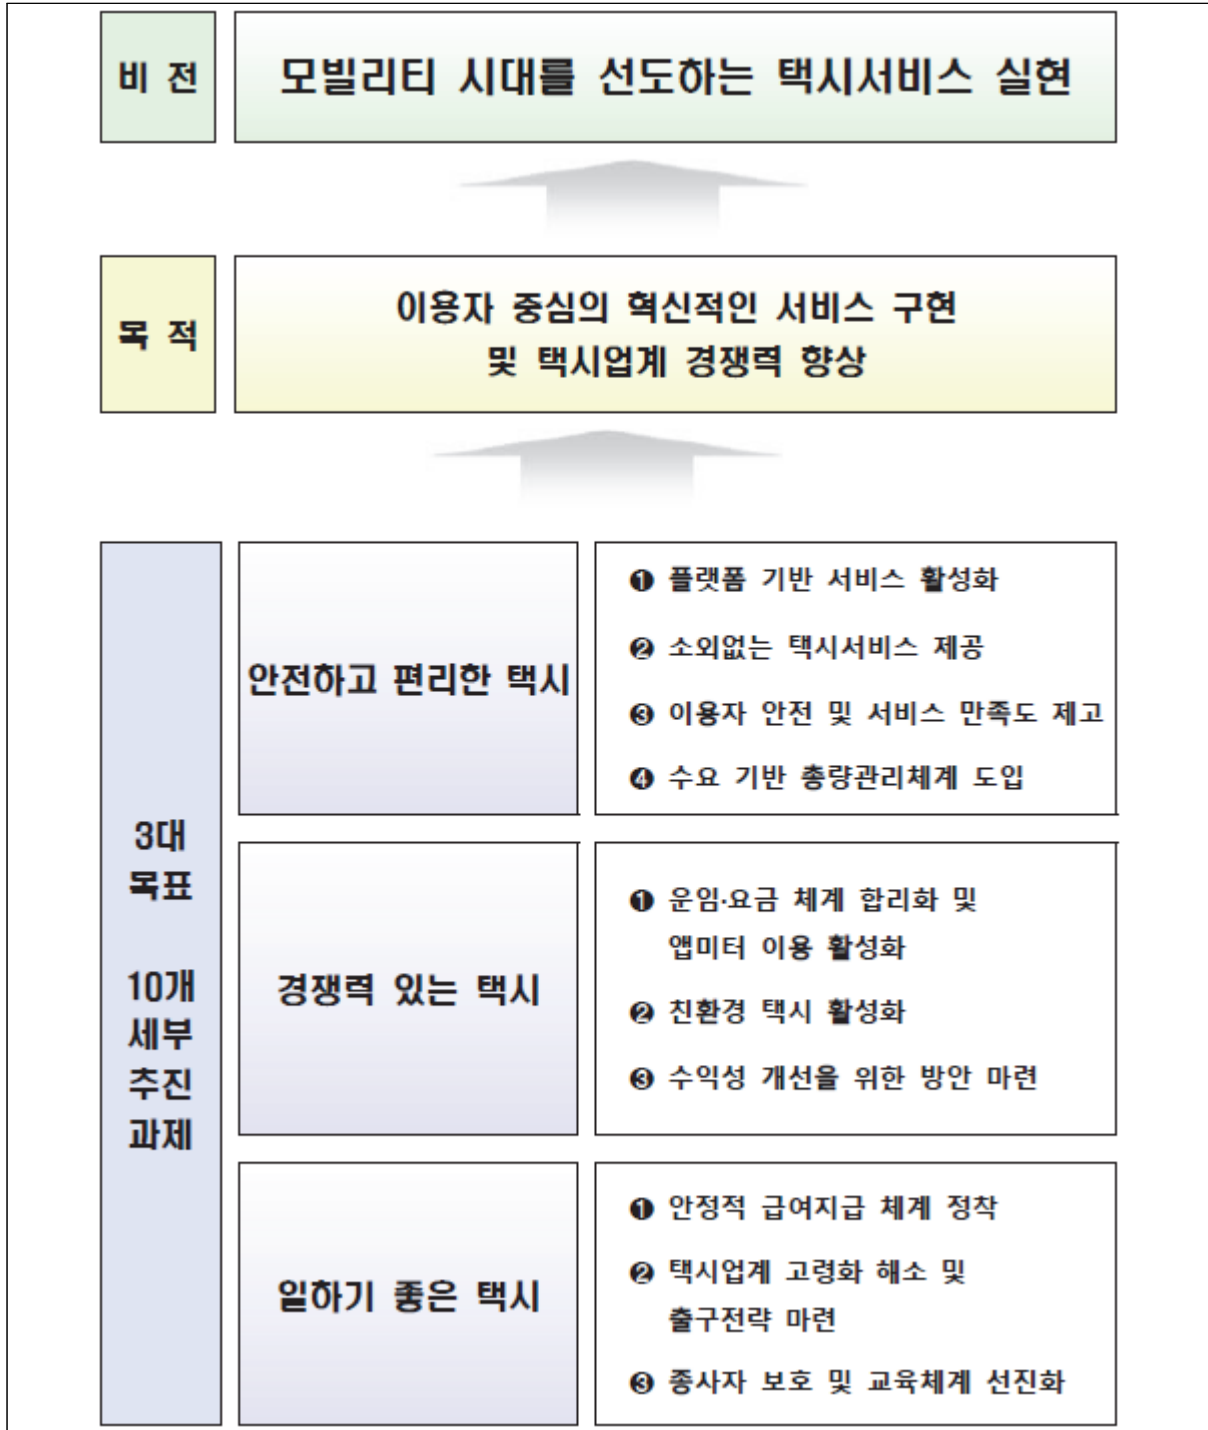 비 전
모빌리티 시대를 선도하는 택시서비스 실현
목 적
이용자 중심의 혁신적인 서비스 구현
및 택시업계 경쟁력 향상
3대
목표
10개
세부
추진
과제
안전하고 편리한 택시
❶ 플랫폼 기반 서비스 활성화
❷ 소외없는 택시서비스 제공
❸ 이용자 안전 및 서비스 만족도 제고
❹ 수요 기반 총량관리체계 도입
경쟁력 있는 택시
❶ 운임·요금 체계 합리화 및
앱미터 이용 활성화
❷ 친환경 택시 활성화
❸ 수익성 개선을 위한 방안 마련
일하기 좋은 택시
❶ 안정적 급여지급 체계 정착
❷ 택시업계 고령화 해소 및
출구전략 마련
❸ 종사자 보호 및 교육체계 선진화